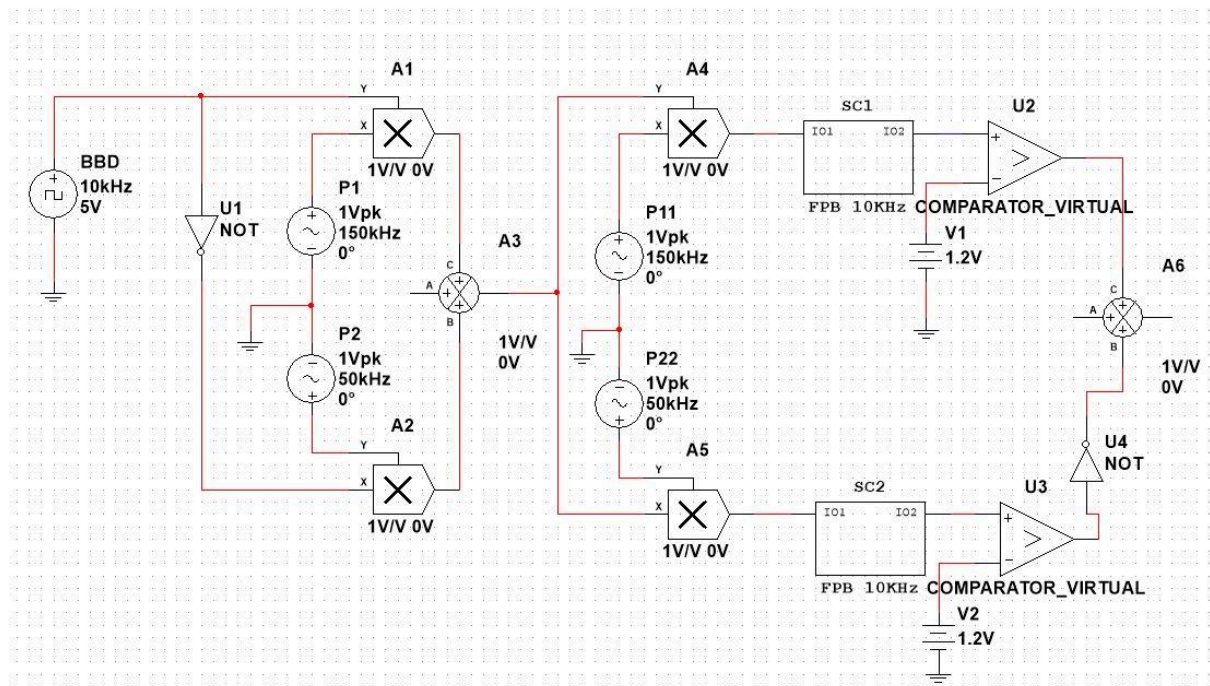 A1
Y
X
1V/V 0V
BBD
10kHz
5V
U1
NOT
P1
1Vpk
150kHz
0°
P2
1Vpk
50kHz
0°
A2
Y
X
1V/V 0V
A3
C
A
B
1V/V
0V
A4
Y
X
1V/V 0V
P11
1Vpk
150kHz
0°
P22
1Vpk
50kHz
0°
A5
Y
X
1V/V 0V
SC1
IO1 IO2
FPB 10KHz
U2
COMPARATOR_VIRTUAL
V1
1.2V
A6
C
A
B
1V/V
0V
U4
NOT
SC2
IO1 IO2
FPB 10KHz
U3
COMPARATOR_VIRTUAL
V2
1.2V